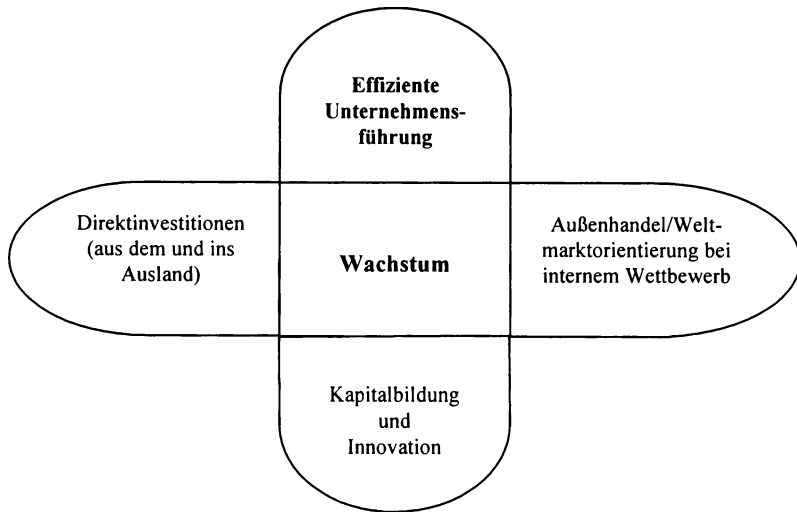 Effiziente
Unternehmens-
führung
Direktinvestitionen
(aus dem und ins
Ausland)
Wachstum
Außenhandel/Welt-
marktorientierung bei
internem Wettbewerb
Kapitalbildung
und
Innovation